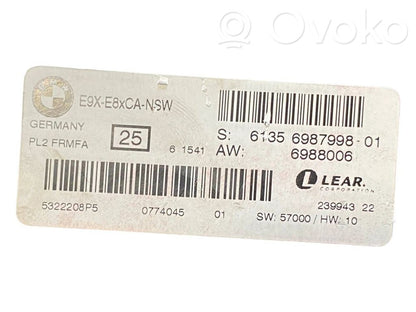 Ovoko
E9X-E8xCA-NSW
GERMANY
PL2 FRMFA
25
6 1541
S: 6135 6987998-01
AW: 6988006
LEAR.
CORPORATION
239943 22
5322208P5 0774045 01 SW: 57000 / HW: 10